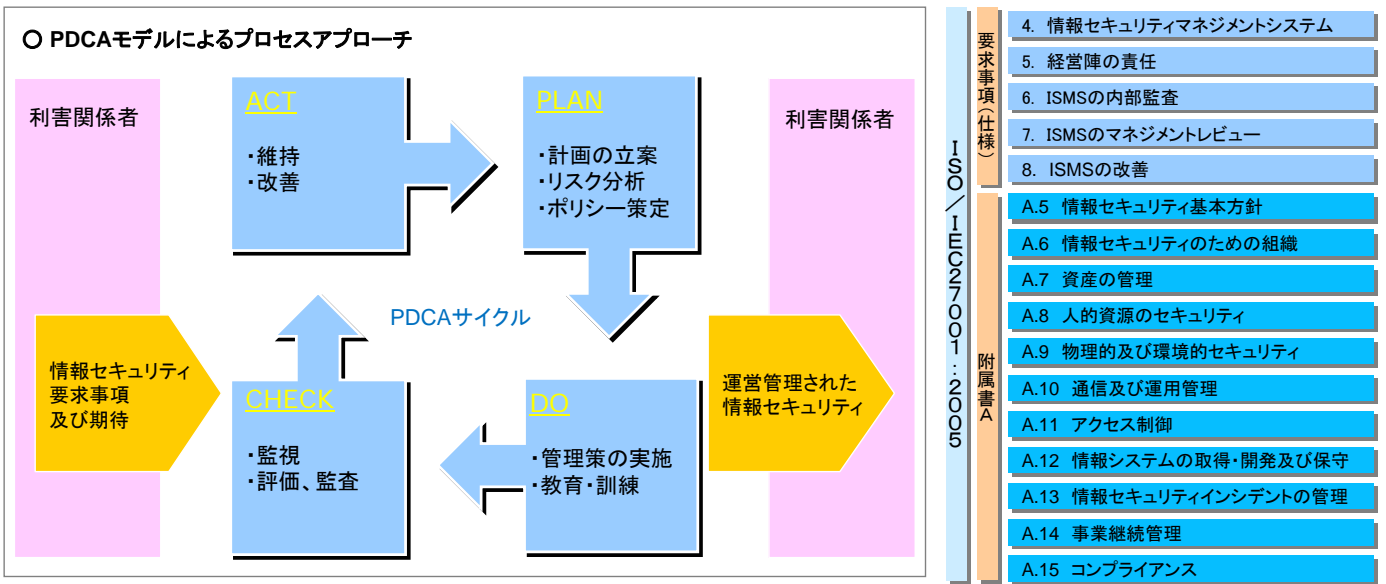 ○ PDCAモデルによるプロセスアプローチ
利害関係者
ACT
・維持
・改善
PLAN
・計画の立案
・リスク分析
・ポリシー策定
利害関係者
PDCAサイクル
情報セキュリティ
要求事項
及び期待
CHECK
・監視
・評価、監査
DO
・管理策の実施
・教育・訓練
運営管理された
情報セキュリティ
ISO/IEC27001:2005
要求事項(仕様)
4. 情報セキュリティマネジメントシステム
5. 経営陣の責任
6. ISMSの内部監査
7. ISMSのマネジメントレビュー
8. ISMSの改善
附属書A
A.5 情報セキュリティ基本方針
A.6 情報セキュリティのための組織
A.7 資産の管理
A.8 人的資源のセキュリティ
A.9 物理的及び環境的セキュリティ
A.10 通信及び運用管理
A.11 アクセス制御
A.12 情報システムの取得・開発及び保守
A.13 情報セキュリティインシデントの管理
A.14 事業継続管理
A.15 コンプライアンス